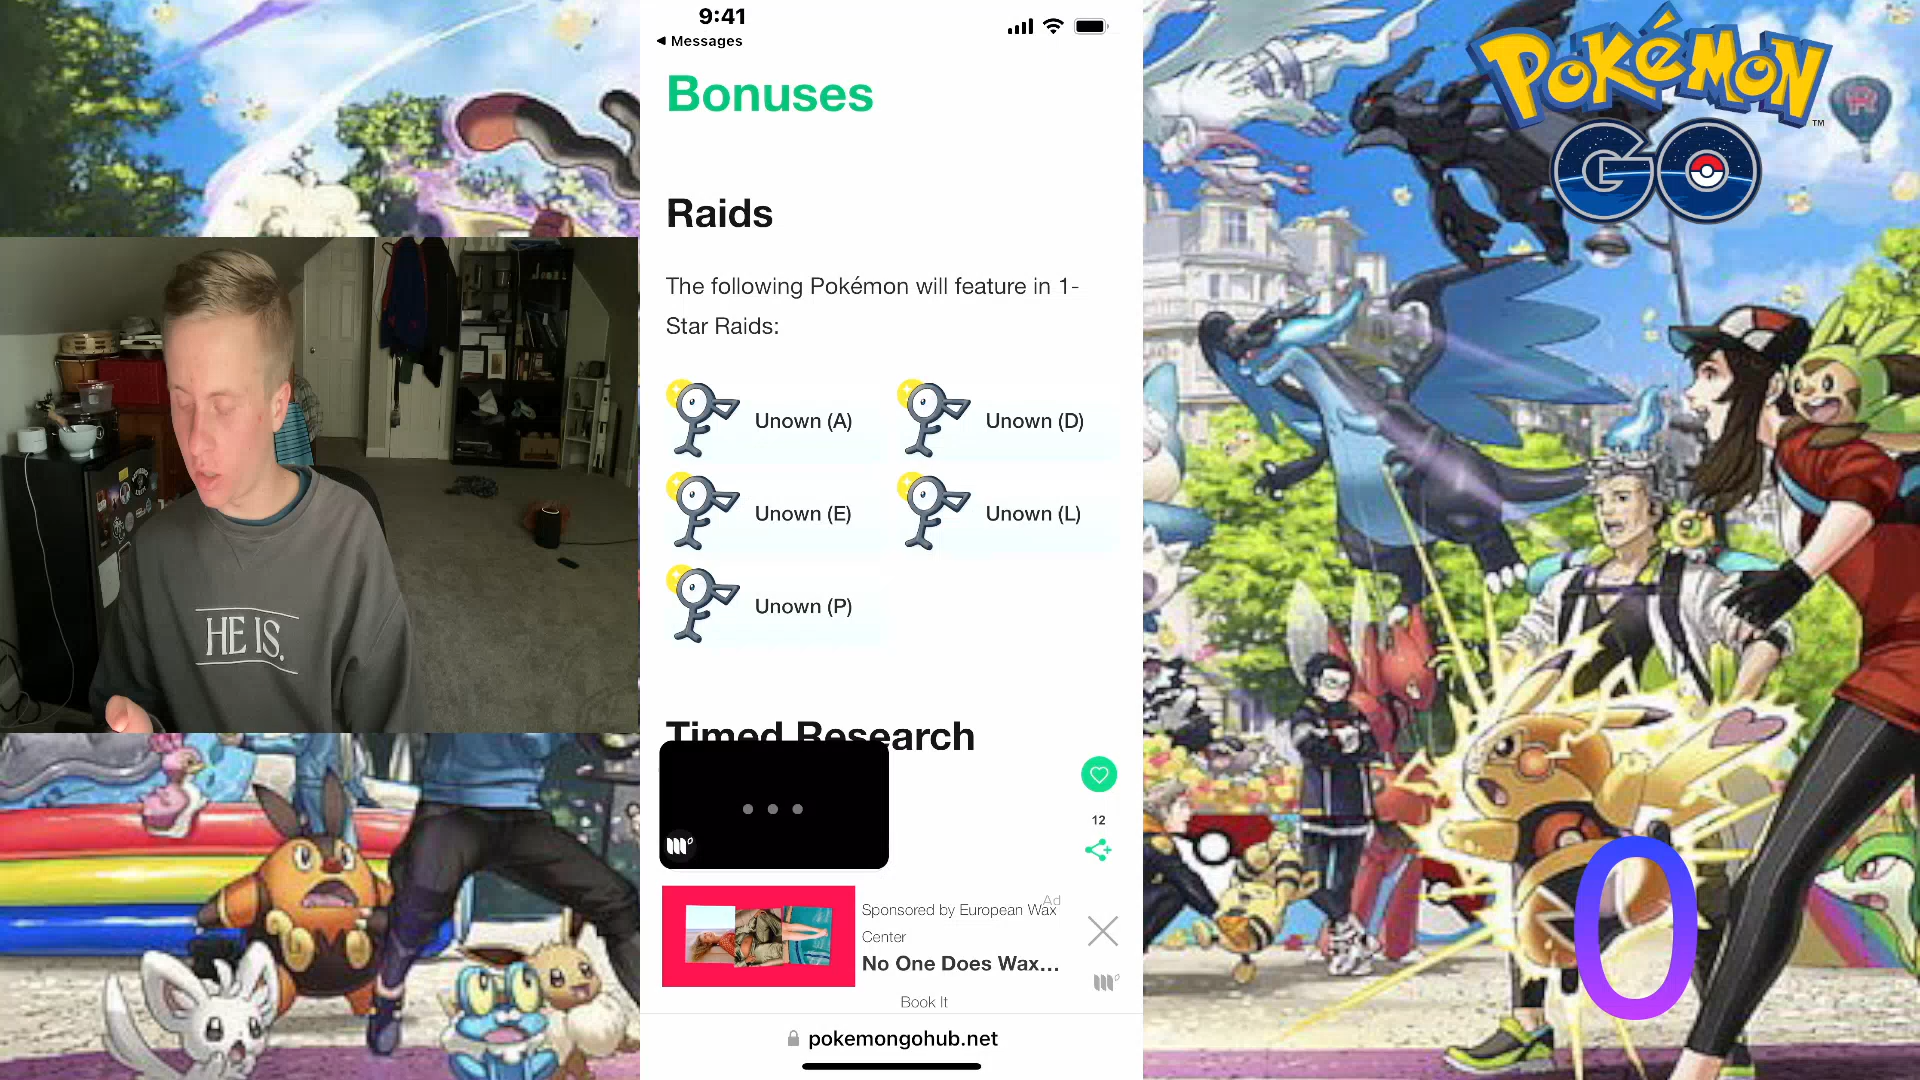 9:41
Messages
Bonuses
Raids
The following Pokémon will feature in 1-
Star Raids:
Unown (A)
Unown (D)
Unown (E)
Unown (L)
Unown (P)
Timed Research
12
Ad
Sponsored by European Wax
Center
No One Does Wax...
Book It
pokemongohub.net
HE IS.
POKéMON
TM
GO
R
0